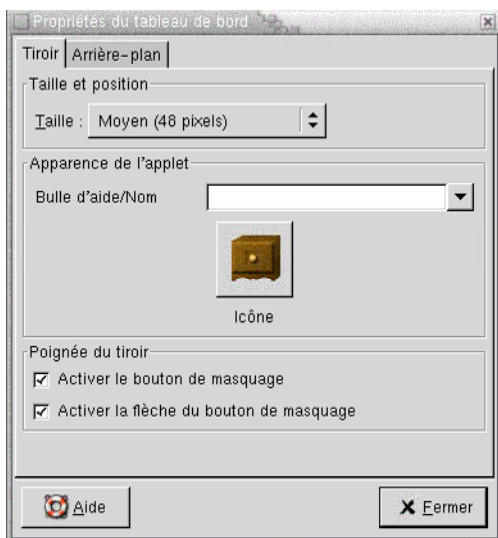 Propriétés du tableau de bord
Tiroir Arrière-plan
Taille et position
Taille : Moyen (48 pixels)
Apparence de l'applet
Bulle d'aide/Nom
Icône
Poignée du tiroir
Activer le bouton de masquage
Activer la flèche du bouton de masquage
Aide Fermer